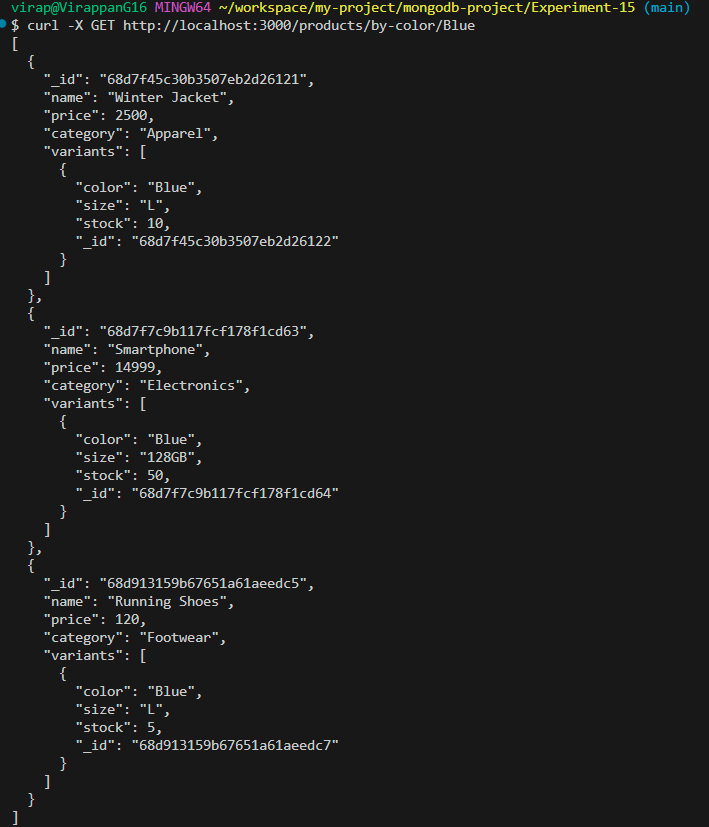 virap@VirappanG16 MINGW64 ~/workspace/my-project/mongodb-project/Experiment-15 (main)
$ curl -X GET http://localhost:3000/products/by-color/Blue
[
  {
    "_id": "68d7f45c30b3507eb2d26121",
    "name": "Winter Jacket",
    "price": 2500,
    "category": "Apparel",
    "variants": [
      {
        "color": "Blue",
        "size": "L",
        "stock": 10,
        "_id": "68d7f45c30b3507eb2d26122"
      }
    ]
  },
  {
    "_id": "68d7f7c9b117fcf178f1cd63",
    "name": "Smartphone",
    "price": 14999,
    "category": "Electronics",
    "variants": [
      {
        "color": "Blue",
        "size": "128GB",
        "stock": 50,
        "_id": "68d7f7c9b117fcf178f1cd64"
      }
    ]
  },
  {
    "_id": "68d913159b67651a61aeedc5",
    "name": "Running Shoes",
    "price": 120,
    "category": "Footwear",
    "variants": [
      {
        "color": "Blue",
        "size": "L",
        "stock": 5,
        "_id": "68d913159b67651a61aeedc7"
      }
    ]
  }
]